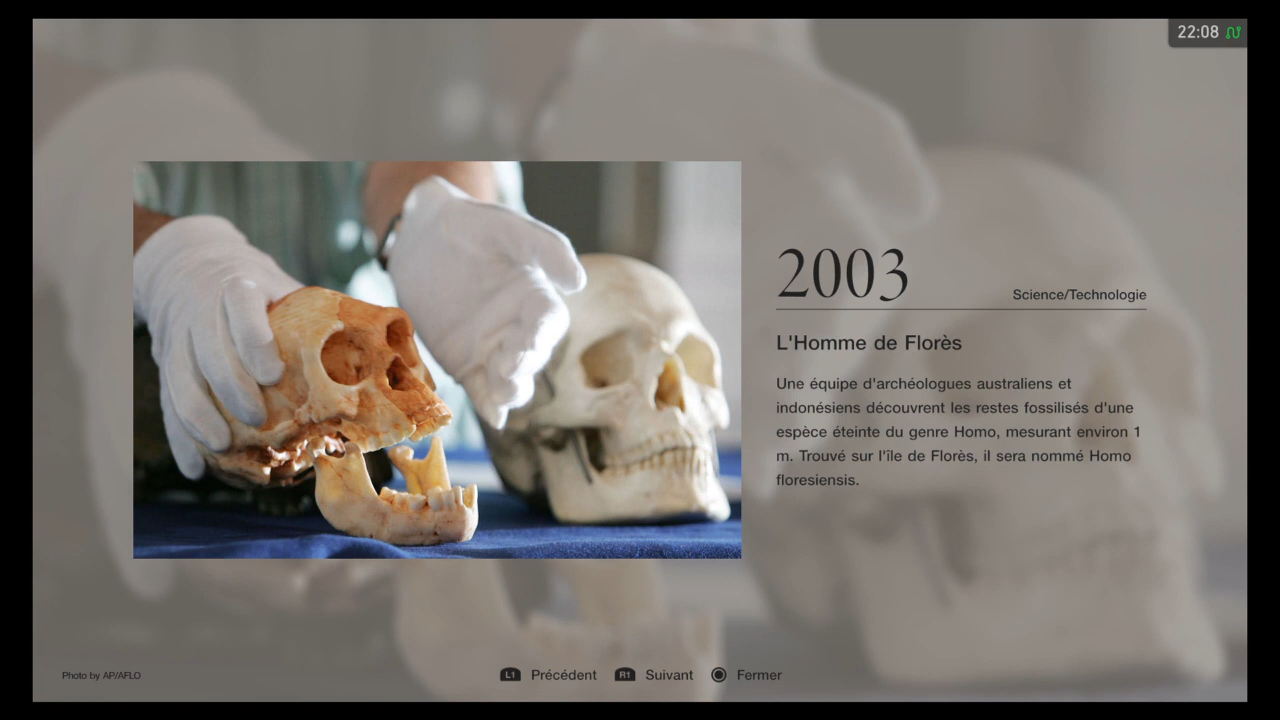 22:08
2003
Science/Technologie
L'Homme de Florès
Une équipe d'archéologues australiens et
indonésiens découvrent les restes fossilisés d'une
espèce éteinte du genre Homo, mesurant environ 1
m. Trouvé sur l'île de Florès, il sera nommé Homo
floresiensis.
Photo by AP/AFLO
L1 Précédent R1 Suivant Fermer